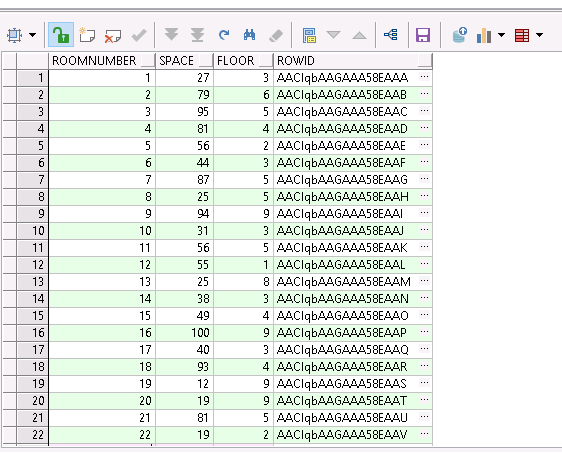 ROOMNUMBER SPACE FLOOR ROWID
1 1 27 3 AACIqbAAGAAA58EAAA ...
2 2 79 6 AACIqbAAGAAA58EAAB ...
3 3 95 5 AACIqbAAGAAA58EAAC ...
4 4 81 4 AACIqbAAGAAA58EAAD ...
5 5 56 2 AACIqbAAGAAA58EAAE ...
6 6 44 3 AACIqbAAGAAA58EAAF ...
7 7 87 5 AACIqbAAGAAA58EAAG ...
8 8 25 5 AACIqbAAGAAA58EAAH ...
9 9 94 9 AACIqbAAGAAA58EAAI ...
10 10 31 3 AACIqbAAGAAA58EAAJ ...
11 11 56 5 AACIqbAAGAAA58EAAK ...
12 12 55 1 AACIqbAAGAAA58EAAL ...
13 13 25 8 AACIqbAAGAAA58EAAM ...
14 14 38 3 AACIqbAAGAAA58EAAN ...
15 15 49 4 AACIqbAAGAAA58EAAO ...
16 16 100 9 AACIqbAAGAAA58EAAP ...
17 17 40 3 AACIqbAAGAAA58EAAQ ...
18 18 93 4 AACIqbAAGAAA58EAAR ...
19 19 12 9 AACIqbAAGAAA58EAAS ...
20 20 19 9 AACIqbAAGAAA58EAAT ...
21 21 81 5 AACIqbAAGAAA58EAAU ...
22 22 19 2 AACIqbAAGAAA58EAAV ...